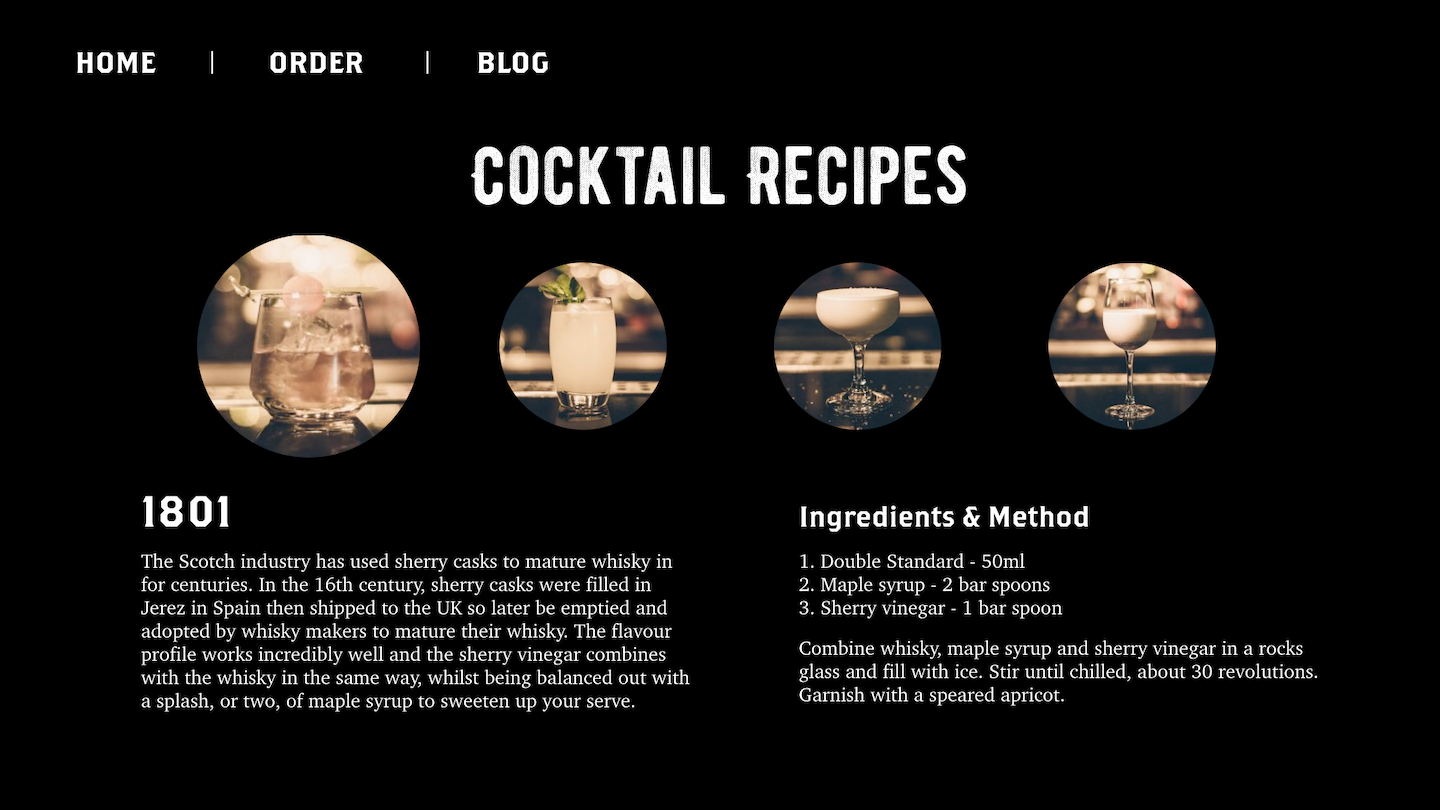 HOME | ORDER | BLOG
COCKTAIL RECIPES
1801
The Scotch industry has used sherry casks to mature whisky in
for centuries. In the 16th century, sherry casks were filled in
Jerez in Spain then shipped to the UK so later be emptied and
adopted by whisky makers to mature their whisky. The flavour
profile works incredibly well and the sherry vinegar combines
with the whisky in the same way, whilst being balanced out with
a splash, or two, of maple syrup to sweeten up your serve.
Ingredients & Method
1. Double Standard - 50ml
2. Maple syrup - 2 bar spoons
3. Sherry vinegar - 1 bar spoon
Combine whisky, maple syrup and sherry vinegar in a rocks
glass and fill with ice. Stir until chilled, about 30 revolutions.
Garnish with a speared apricot.